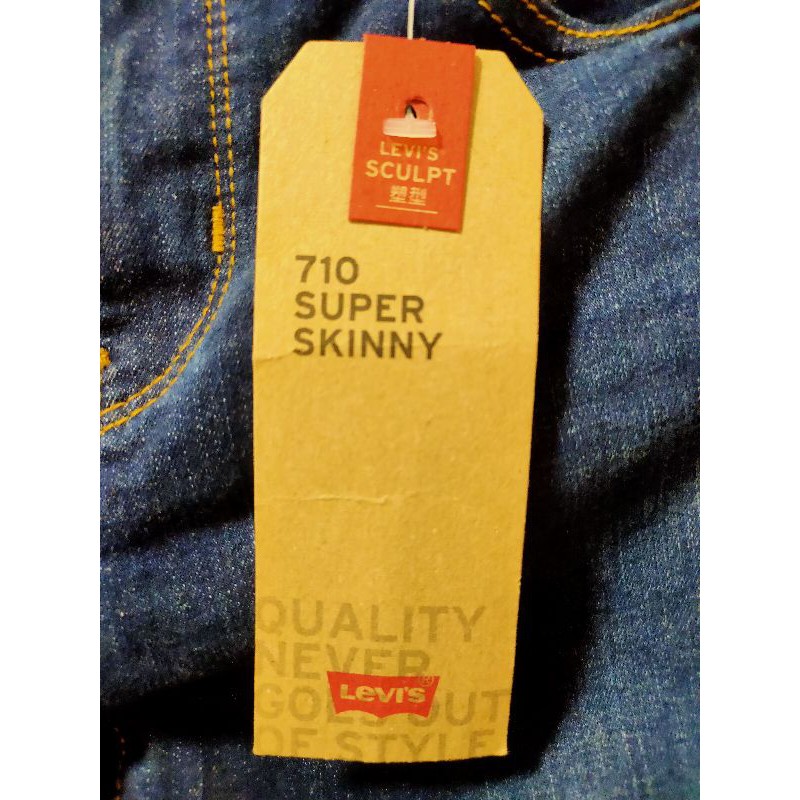 LEVI'S
SCULPT
塑型
710
SUPER
SKINNY
QUALITY
NEVER
GOES OUT
OF STYLE
Levi's®